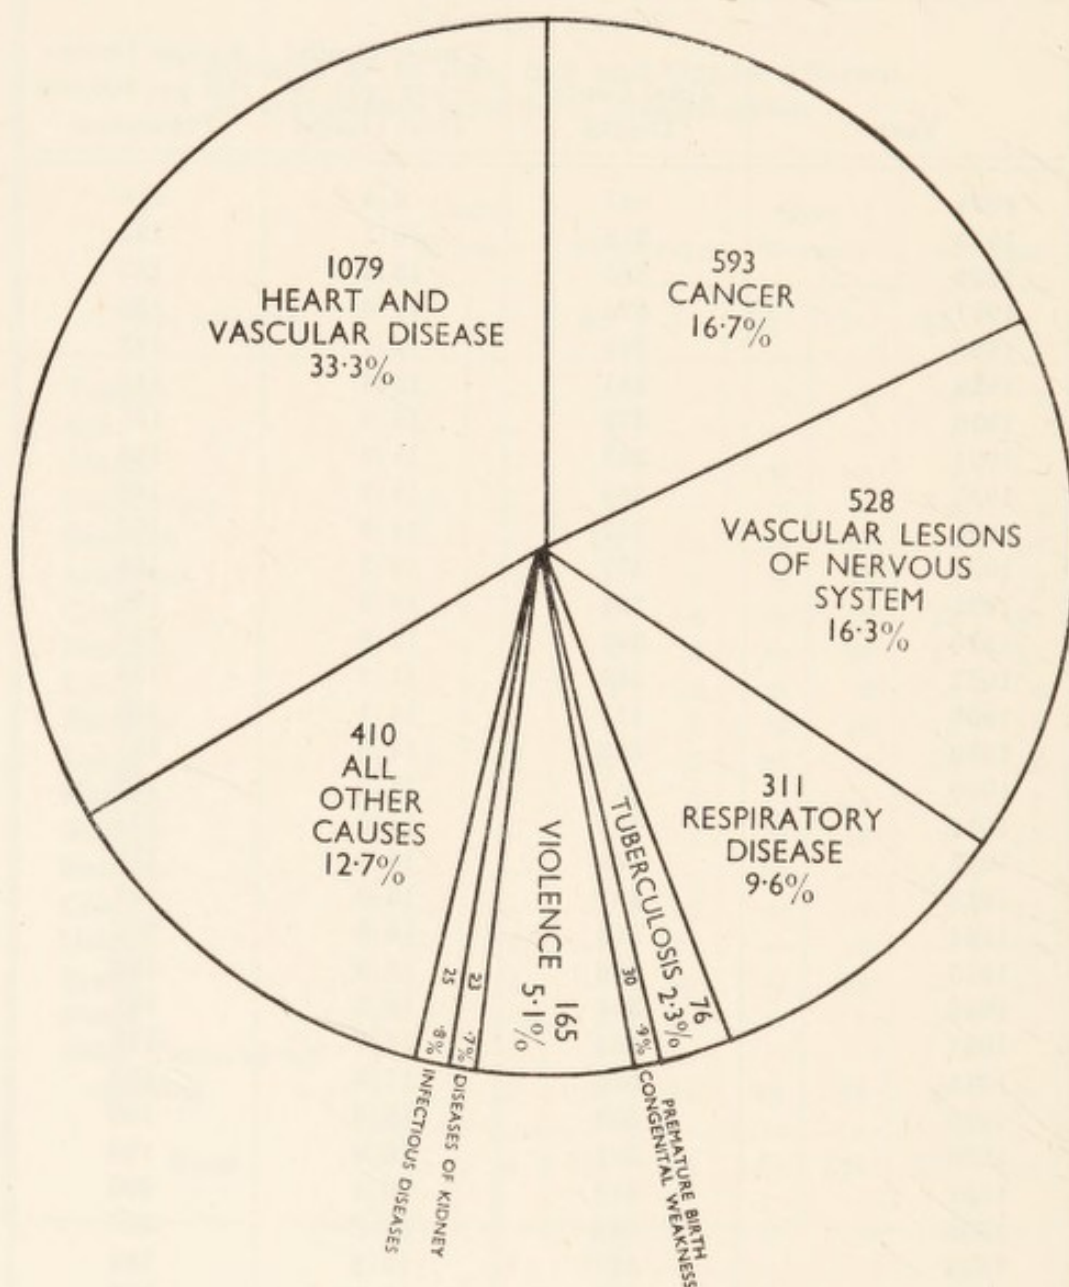 1079
HEART AND
VASCULAR DISEASE
33·3%
593
CANCER
16·7%
528
VASCULAR LESIONS
OF NERVOUS
SYSTEM
16·3%
311
RESPIRATORY
DISEASE
9·6%
76
TUBERCULOSIS 2·3%
30 ·9%
PREMATURE BIRTH
CONGENITAL WEAKNESS
165
VIOLENCE 5·1%
23 ·7% DISEASES OF KIDNEY
25 ·8% INFECTIOUS DISEASES
410
ALL
OTHER
CAUSES
12·7%